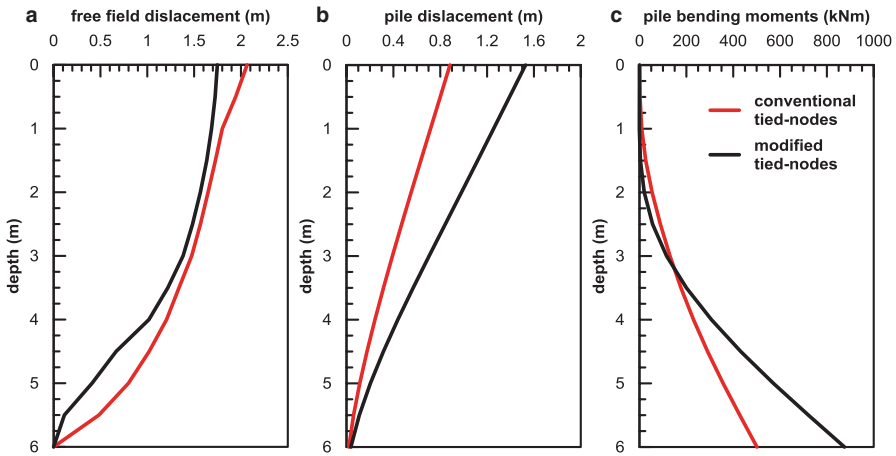 a free field dislacement (m)
0 0.5 1 1.5 2 2.5
depth (m)
0
1
2
3
4
5
6
b pile displacement (m)
0 0.4 0.8 1.2 1.6 2
depth (m)
0
1
2
3
4
5
6
c pile bending moments (kNm)
0 200 400 600 800 1000
depth (m)
0
1
2
3
4
5
6
conventional
tied-nodes
modified
tied-nodes